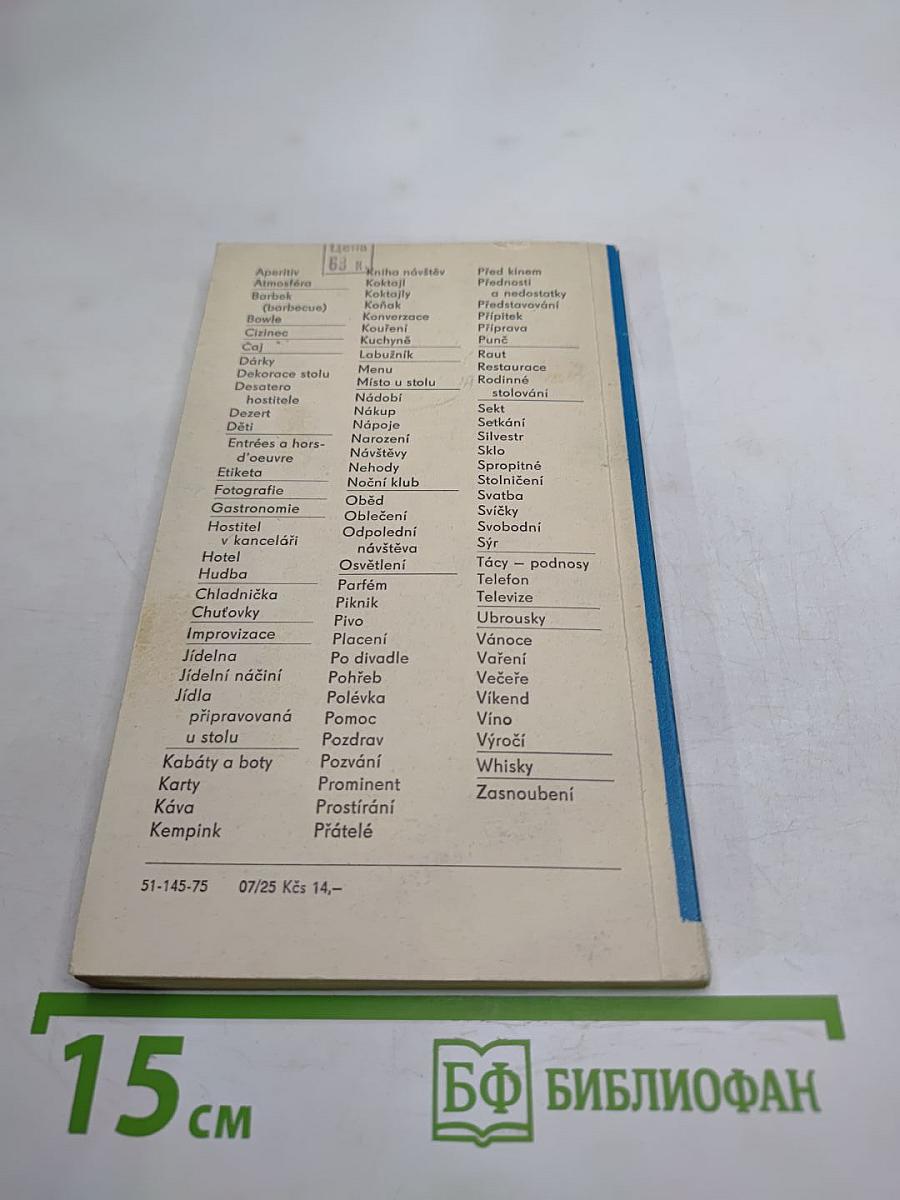 Цена
63 к.
Aperitiv
Atmosféra
Barbek
(barbecue)
Bowle
Cizinec
Čaj
Dárky
Dekorace stolu
Desatero
hostitele
Dezert
Děti
Entrées a hors-
d'oeuvre
Etiketa
Fotografie
Gastronomie
Hostitel
v kanceláři
Hotel
Hudba
Chladnička
Chuťovky
Improvizace
Jídelna
Jídelní náčiní
Jídla
připravovaná
u stolu
Kabáty a boty
Karty
Káva
Kempink
Kniha návštěv
Koktajl
Koktajly
Koňak
Konverzace
Kouření
Kuchyně
Labužník
Menu
Místo u stolu
Nádobí
Nákup
Nápoje
Narození
Návštěvy
Nehody
Noční klub
Oběd
Oblečení
Odpolední
návštěva
Osvětlení
Parfém
Piknik
Pivo
Placení
Po divadle
Pohřeb
Polévka
Pomoc
Pozdrav
Pozvání
Prominent
Prostírání
Přátelé
Před kinem
Přednosti
a nedostatky
Představování
Přípitek
Příprava
Punč
Raut
Restaurace
Rodinné
stolování
Sekt
Setkání
Silvestr
Sklo
Spropitné
Stolničení
Svatba
Svíčky
Svobodní
Sýr
Tácy — podnosy
Telefon
Televize
Ubrousky
Vánoce
Vaření
Večeře
Víkend
Víno
Výročí
Whisky
Zasnoubení
51-145-75 07/25 Kčs 14,—
15 см
БФ БИБЛИОФАН